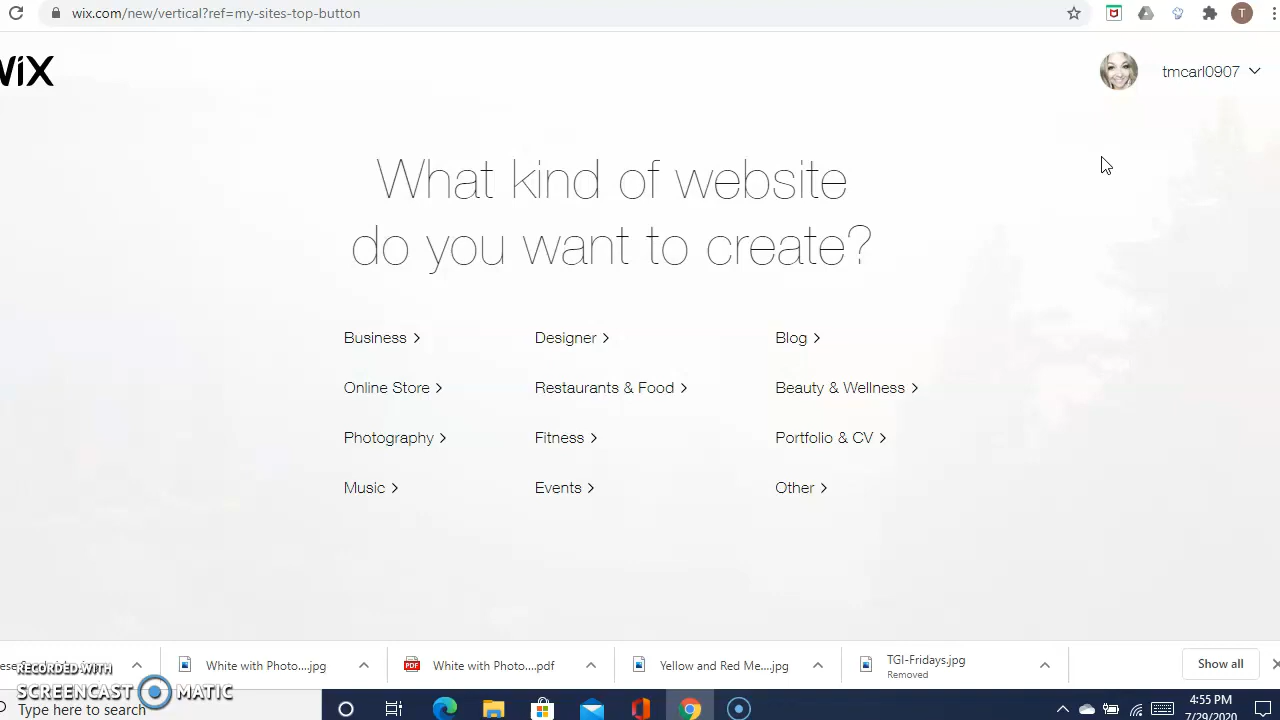 wix.com/new/vertical?ref=my-sites-top-button
T
WiX
tmcarl0907
What kind of website
do you want to create?
Business >
Designer >
Blog >
Online Store >
Restaurants & Food >
Beauty & Wellness >
Photography >
Fitness >
Portfolio & CV >
Music >
Events >
Other >
White with Photo....jpg
PDF
White with Photo....pdf
Yellow and Red Me....jpg
TGI-Fridays.jpg
Removed
Show all
RECORDED WITH
SCREENCAST MATIC
Type here to search
4:55 PM
7/29/2020